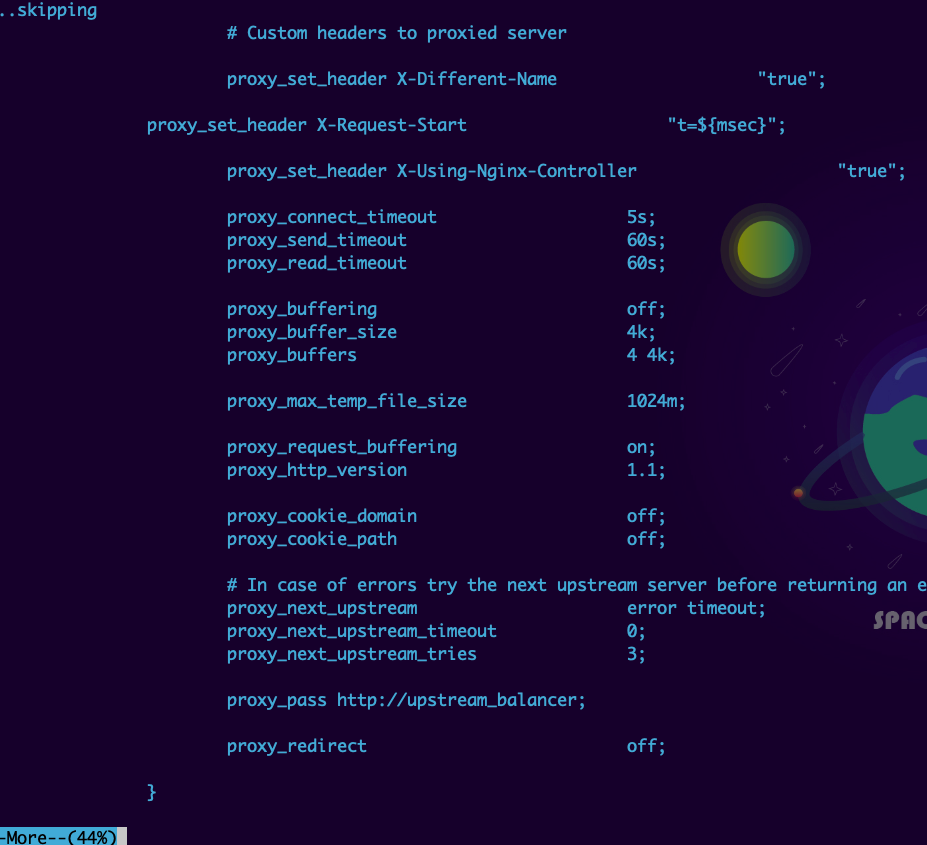 ..skipping
# Custom headers to proxied server
proxy_set_header X-Different-Name "true";
proxy_set_header X-Request-Start "t=${msec}";
proxy_set_header X-Using-Nginx-Controller "true";
proxy_connect_timeout 5s;
proxy_send_timeout 60s;
proxy_read_timeout 60s;
proxy_buffering off;
proxy_buffer_size 4k;
proxy_buffers 4 4k;
proxy_max_temp_file_size 1024m;
proxy_request_buffering on;
proxy_http_version 1.1;
proxy_cookie_domain off;
proxy_cookie_path off;
# In case of errors try the next upstream server before returning an e
proxy_next_upstream error timeout;
proxy_next_upstream_timeout 0;
SPAC
proxy_next_upstream_tries 3;
proxy_pass http://upstream_balancer;
proxy_redirect off;
}
-More--(44%)